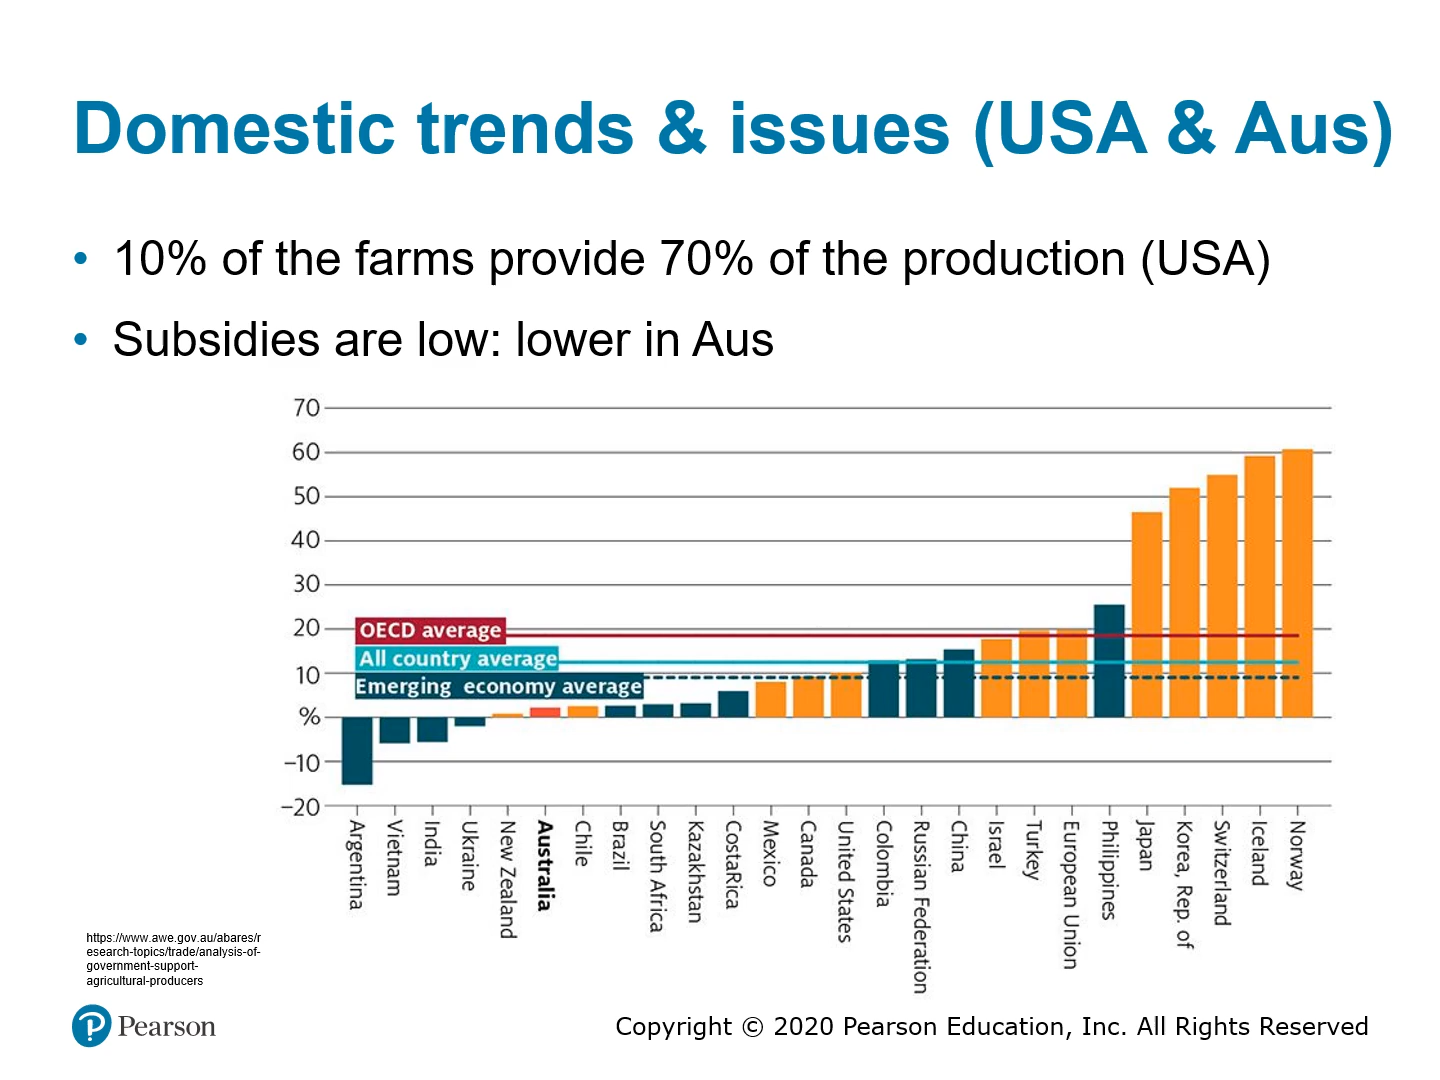 Domestic trends & issues (USA & Aus)
• 10% of the farms provide 70% of the production (USA)
• Subsidies are low: lower in Aus
70
60
50
40
30
20
10
%
−10
−20
OECD average
All country average
Emerging economy average
Argentina
Vietnam
India
Ukraine
New Zealand
Australia
Chile
Brazil
South Africa
Kazakhstan
CostaRica
Mexico
Canada
United States
Colombia
Russian Federation
China
Israel
Turkey
European Union
Philippines
Japan
Korea, Rep. of
Switzerland
Iceland
Norway
https://www.awe.gov.au/abares/r
esearch-topics/trade/analysis-of-
government-support-
agricultural-producers
Pearson
Copyright © 2020 Pearson Education, Inc. All Rights Reserved